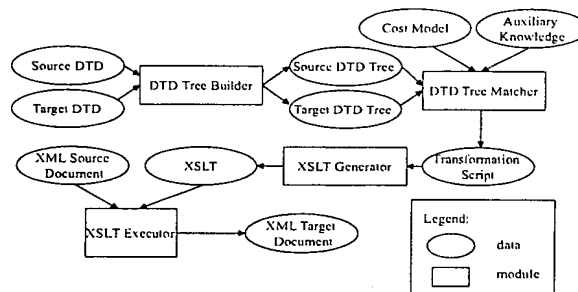 Cost Model
Auxiliary
Knowledge
Source DTD
Target DTD
DTD Tree Builder
Source DTD Tree
Target DTD Tree
DTD Tree Matcher
XML Source
Document
XSLT
XSLT Generator
Transformation
Script
XSLT Executor
XML Target
Document
Legend:
data
module